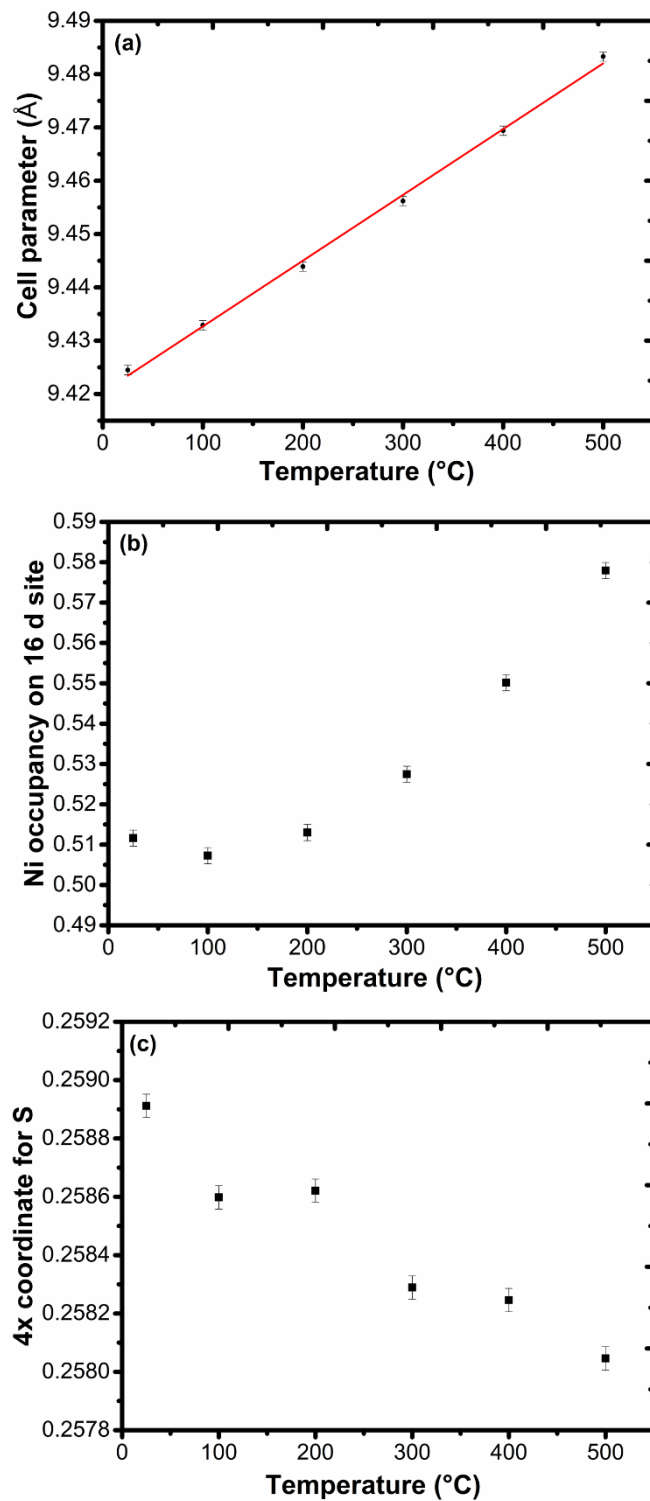 (a)
Cell parameter (Å)
9.49
9.48
9.47
9.46
9.45
9.44
9.43
9.42
0 100 200 300 400 500
Temperature (°C)
(b)
Ni occupancy on 16 d site
0.59
0.58
0.57
0.56
0.55
0.54
0.53
0.52
0.51
0.50
0.49
0 100 200 300 400 500
Temperature (°C)
(c)
4x coordinate for S
0.2592
0.2590
0.2588
0.2586
0.2584
0.2582
0.2580
0.2578
0 100 200 300 400 500
Temperature (°C)